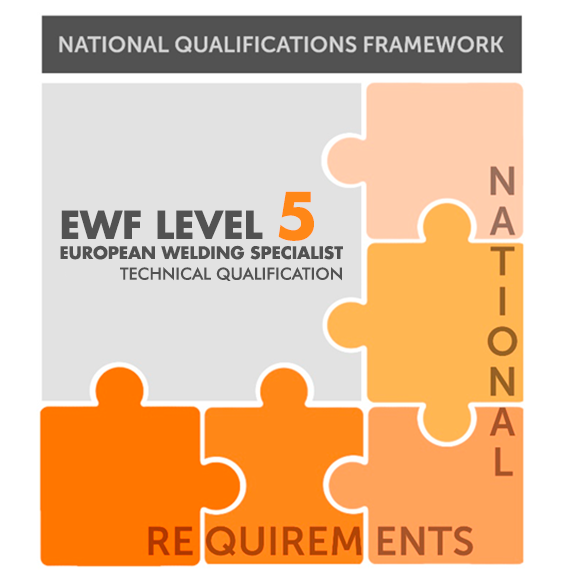 NATIONAL QUALIFICATIONS FRAMEWORK
EWF LEVEL 5
EUROPEAN WELDING SPECIALIST
TECHNICAL QUALIFICATION
NATIONAL
REQUIREMENTS